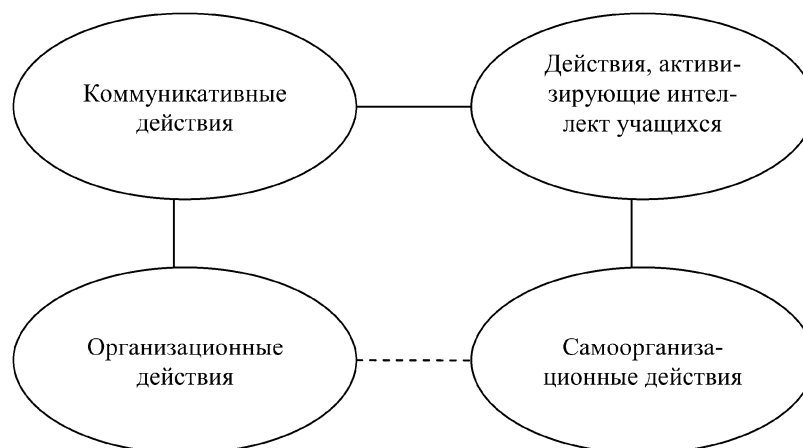 Коммуникативные
действия
Действия, активи-
зирующие интел-
лект учащихся
Организационные
действия
Самоорганиза-
ционные действия